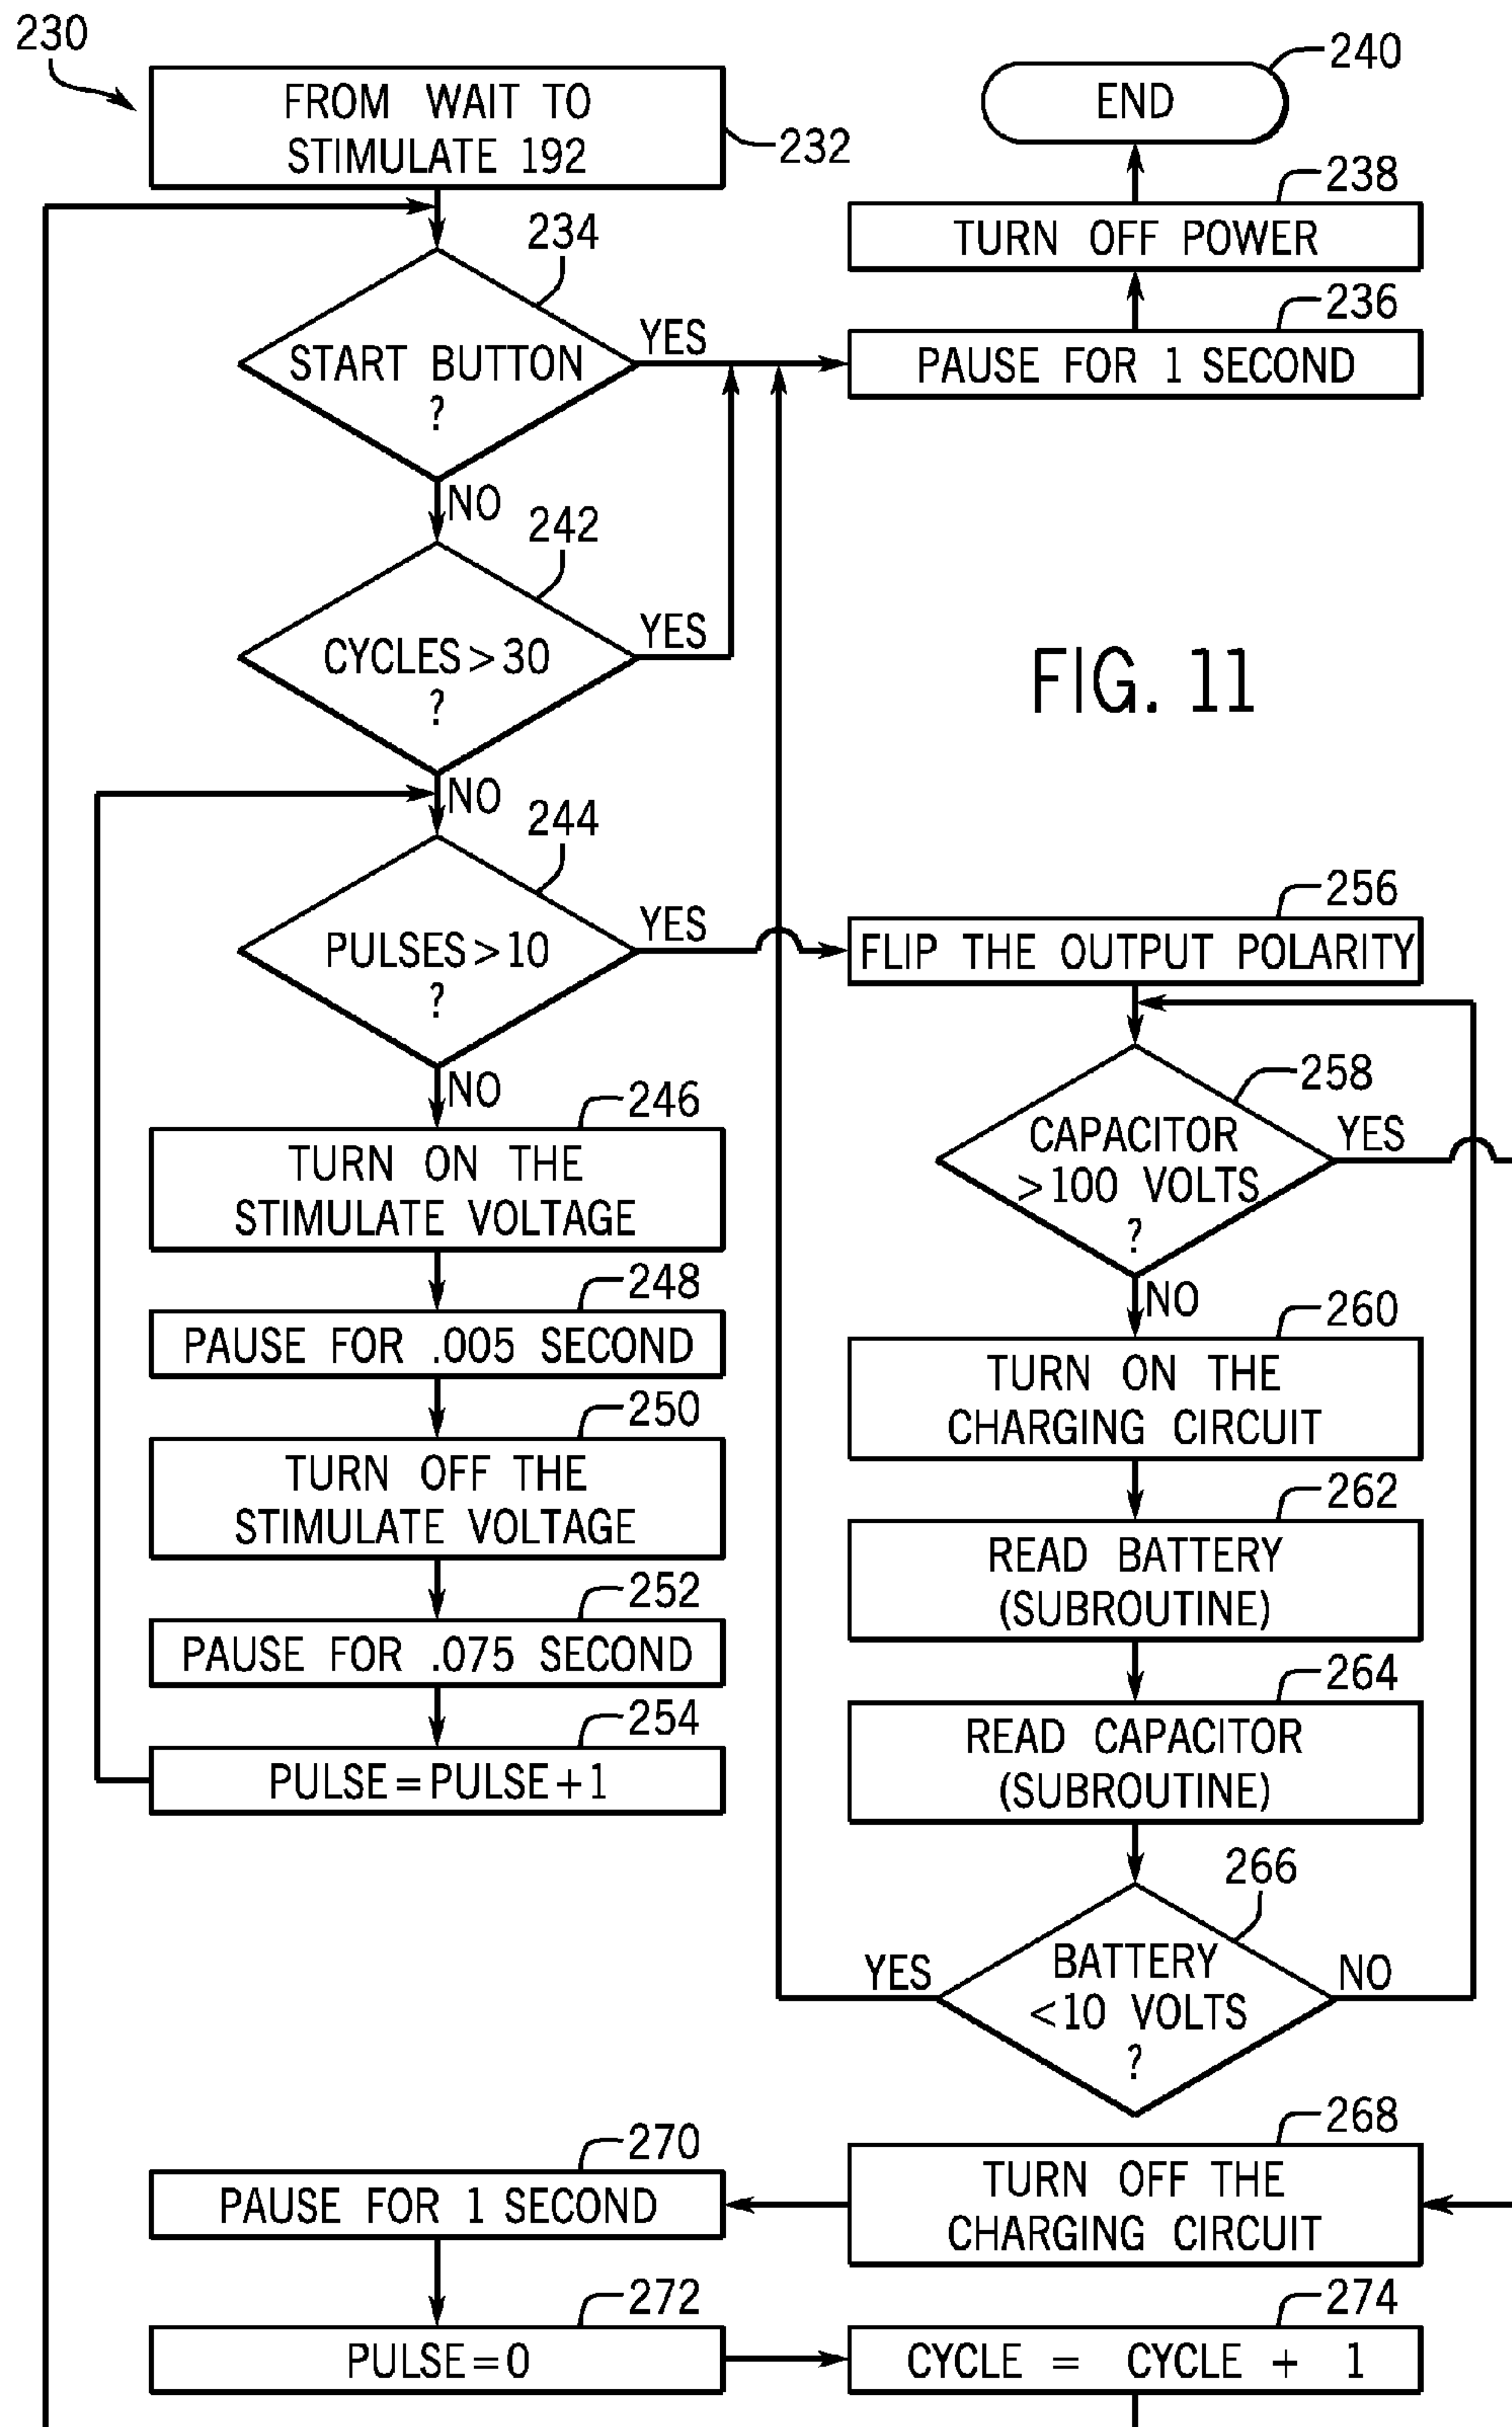 230
FROM WAIT TO
STIMULATE 192
232
234
START BUTTON
?
YES
NO
END
240
TURN OFF POWER
238
PAUSE FOR 1 SECOND
236
242
CYCLES > 30
?
YES
NO
FIG. 11
244
PULSES > 10
?
YES
NO
246
TURN ON THE
STIMULATE VOLTAGE
248
PAUSE FOR .005 SECOND
250
TURN OFF THE
STIMULATE VOLTAGE
252
PAUSE FOR .075 SECOND
254
PULSE = PULSE + 1
256
FLIP THE OUTPUT POLARITY
258
CAPACITOR
> 100 VOLTS
?
YES
NO
260
TURN ON THE
CHARGING CIRCUIT
262
READ BATTERY
(SUBROUTINE)
264
READ CAPACITOR
(SUBROUTINE)
266
BATTERY
< 10 VOLTS
?
YES
NO
268
TURN OFF THE
CHARGING CIRCUIT
270
PAUSE FOR 1 SECOND
272
PULSE = 0
274
CYCLE = CYCLE + 1